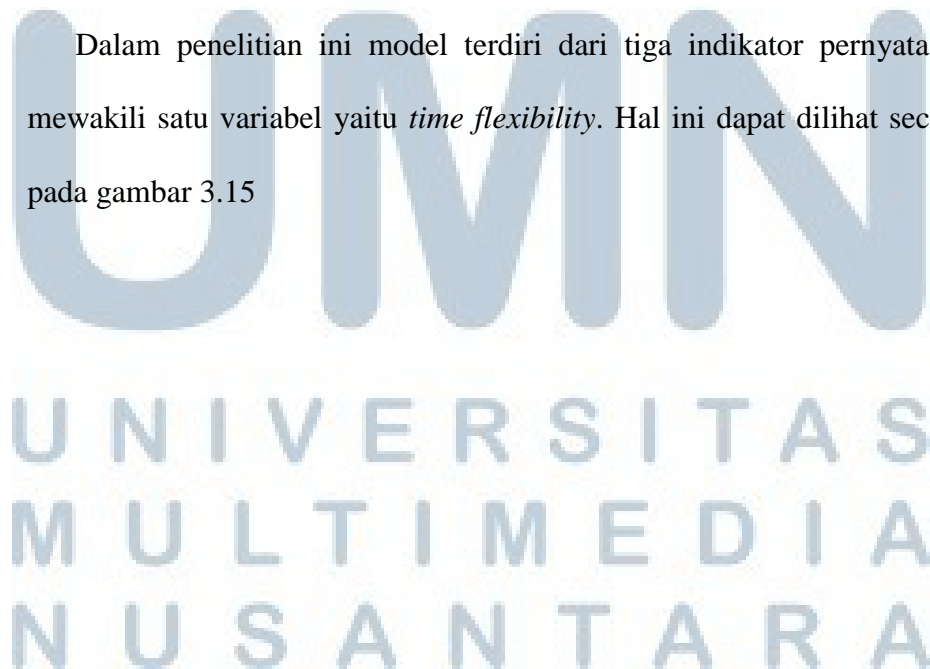 Dalam penelitian ini model terdiri dari tiga indikator pernyata
mewakili satu variabel yaitu time flexibility. Hal ini dapat dilihat sec
pada gambar 3.15
UMN
UNIVERSITAS
MULTIMEDIA
NUSANTARA